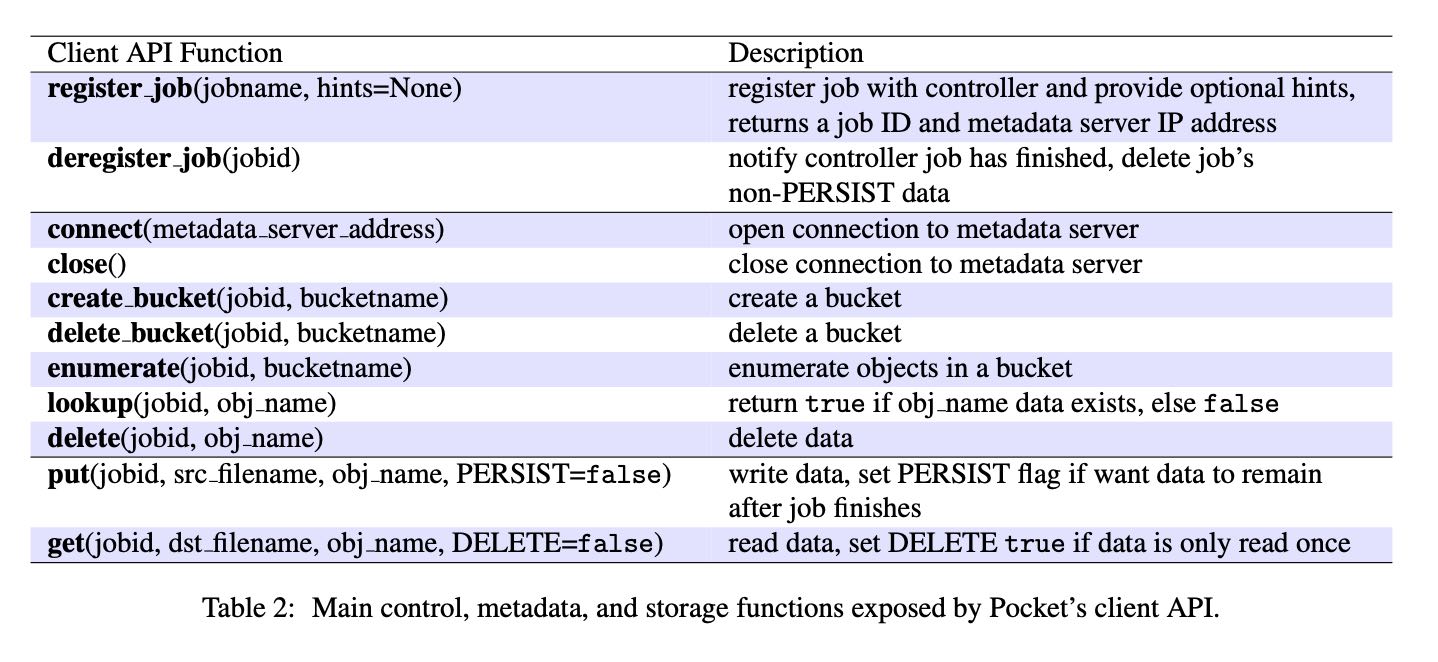 Client API Function Description
register_job(jobname, hints=None) register job with controller and provide optional hints,
returns a job ID and metadata server IP address
deregister_job(jobid) notify controller job has finished, delete job's
non-PERSIST data
connect(metadata_server_address) open connection to metadata server
close() close connection to metadata server
create_bucket(jobid, bucketname) create a bucket
delete_bucket(jobid, bucketname) delete a bucket
enumerate(jobid, bucketname) enumerate objects in a bucket
lookup(jobid, obj_name) return true if obj_name data exists, else false
delete(jobid, obj_name) delete data
put(jobid, src_filename, obj_name, PERSIST=false) write data, set PERSIST flag if want data to remain
after job finishes
get(jobid, dst_filename, obj_name, DELETE=false) read data, set DELETE true if data is only read once
Table 2: Main control, metadata, and storage functions exposed by Pocket's client API.